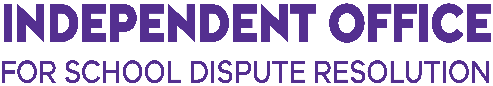 INDEPENDENT OFFICE
FOR SCHOOL DISPUTE RESOLUTION